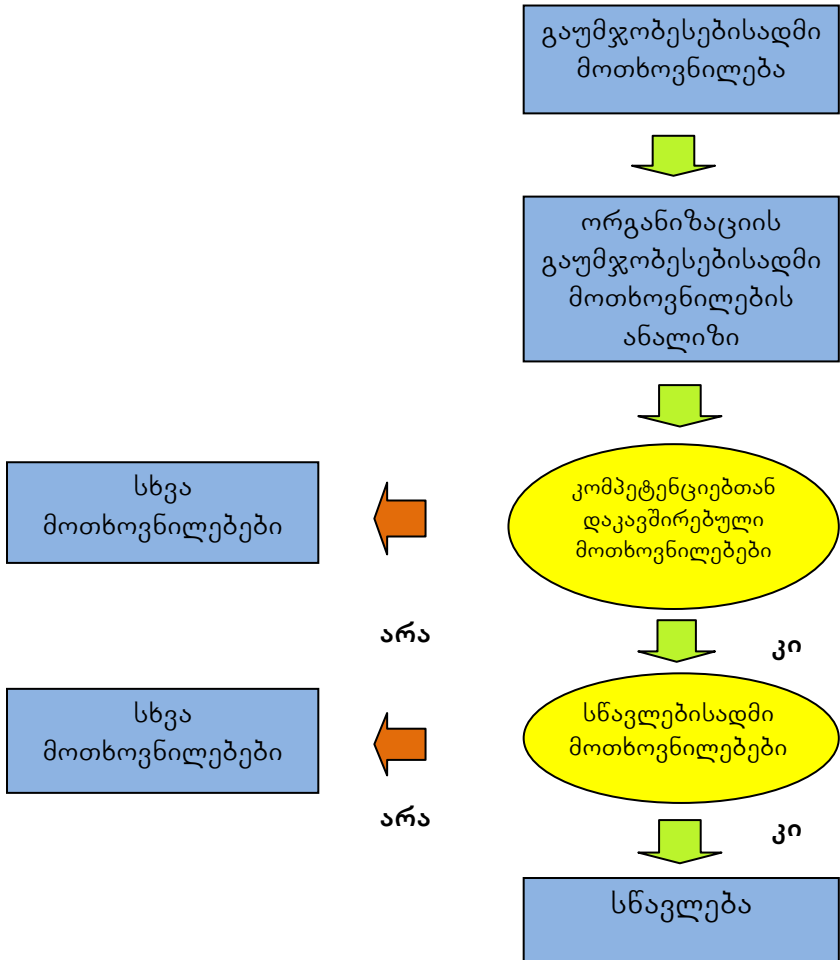 გაუმჯობესებისადმი
მოთხოვნილება
ორგანიზაციის
გაუმჯობესებისადმი
მოთხოვნილების
ანალიზი
კომპეტენციებთან
დაკავშირებული
მოთხოვნილებები
სხვა
მოთხოვნილებები
არა
კი
სწავლებისადმი
მოთხოვნილებები
სხვა
მოთხოვნილებები
არა
კი
სწავლება